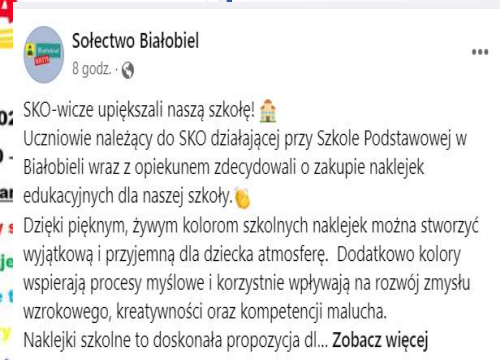 Sołectwo Białobiel
8 godz. ·
SKO-wicze upiększali naszą szkołę! 🏫
Uczniowie należący do SKO działającej przy Szkole Podstawowej w
Białobieli wraz z opiekunem zdecydowali o zakupie naklejek
edukacyjnych dla naszej szkoły.👏
Dzięki pięknym, żywym kolorom szkolnych naklejek można stworzyć
wyjątkową i przyjemną dla dziecka atmosferę. Dodatkowo kolory
wspierają procesy myślowe i korzystnie wpływają na rozwój zmysłu
wzrokowego, kreatywności oraz kompetencji malucha.
Naklejki szkolne to doskonała propozycja dl... Zobacz więcej